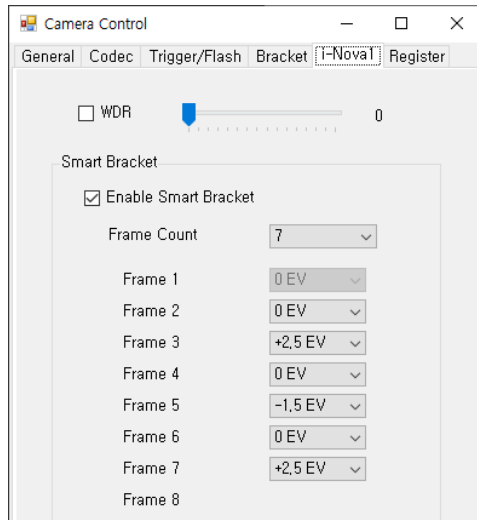 Camera Control
General Codec Trigger/Flash Bracket i-Nova1 Register
WDR 0
Smart Bracket
Enable Smart Bracket
Frame Count 7
Frame 1 0 EV
Frame 2 0 EV
Frame 3 +2,5 EV
Frame 4 0 EV
Frame 5 -1,5 EV
Frame 6 0 EV
Frame 7 +2,5 EV
Frame 8